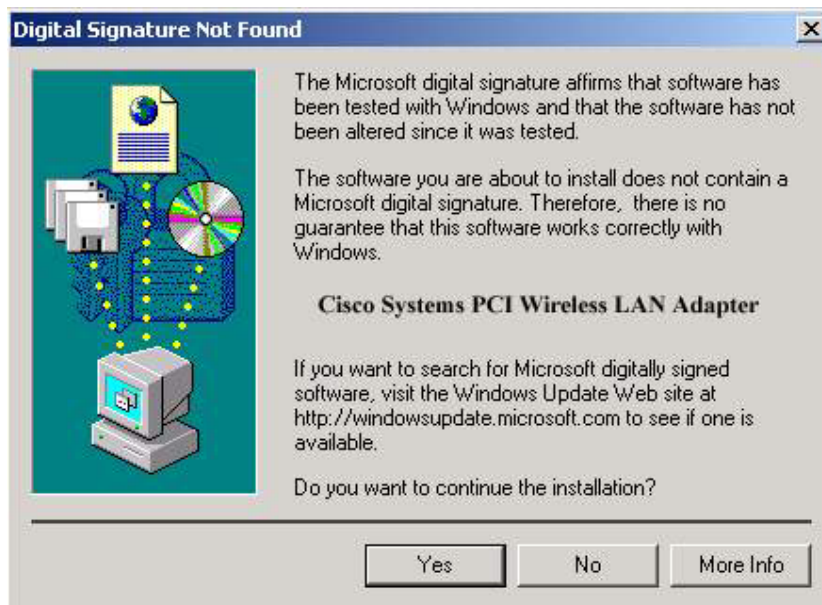 Digital Signature Not Found
The Microsoft digital signature affirms that software has
been tested with Windows and that the software has not
been altered since it was tested.
The software you are about to install does not contain a
Microsoft digital signature. Therefore, there is no
guarantee that this software works correctly with
Windows.
Cisco Systems PCI Wireless LAN Adapter
If you want to search for Microsoft digitally signed
software, visit the Windows Update Web site at
http://windowsupdate.microsoft.com to see if one is
available.
Do you want to continue the installation?
Yes
No
More Info